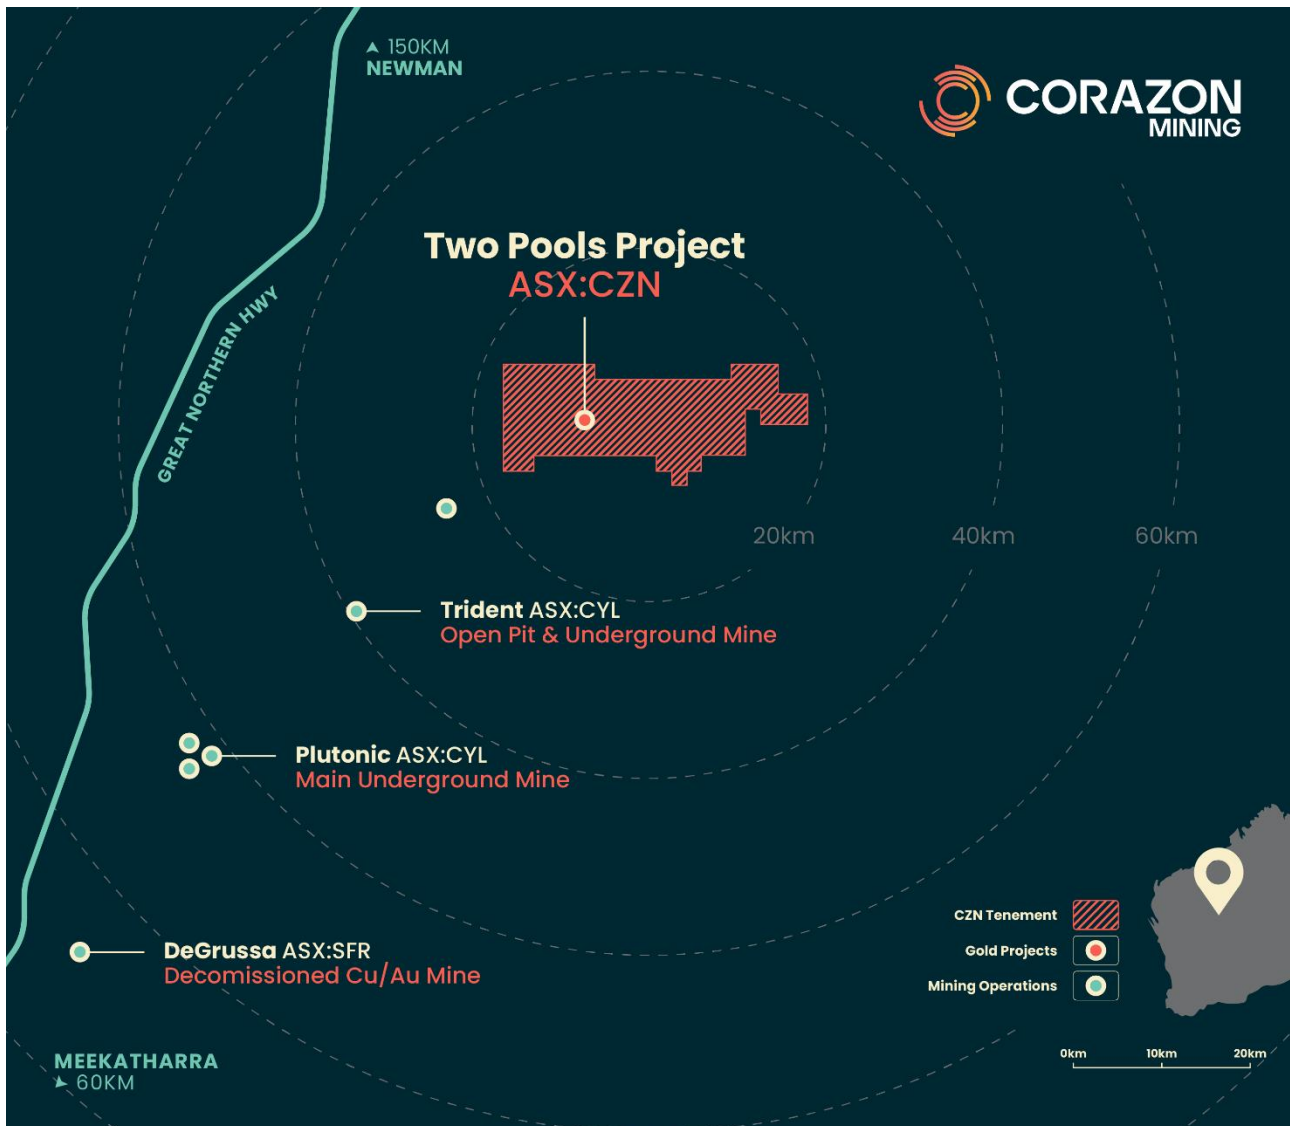 150KM
NEWMAN
CORAZON
MINING
Two Pools Project
ASX:CZN
GREAT NORTHERN HWY
20km
40km
60km
Trident ASX:CYL
Open Pit & Underground Mine
Plutonic ASX:CYL
Main Underground Mine
DeGrussa ASX:SFR
Decomissioned Cu/Au Mine
CZN Tenement
Gold Projects
Mining Operations
0km
10km
20km
MEEKATHARRA
60KM